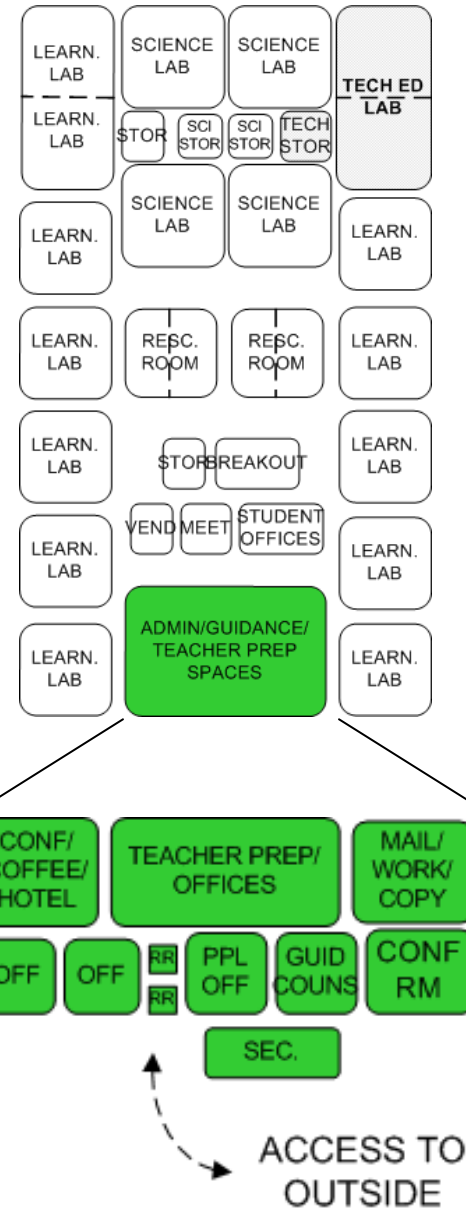 LEARN.
LAB
LEARN.
LAB
SCIENCE
LAB
SCIENCE
LAB
TECH ED
LAB
STOR
SCI
STOR
SCI
STOR
TECH
STOR
SCIENCE
LAB
SCIENCE
LAB
LEARN.
LAB
LEARN.
LAB
LEARN.
LAB
RESC.
ROOM
RESC.
ROOM
LEARN.
LAB
LEARN.
LAB
STOR
BREAKOUT
LEARN.
LAB
VEND
MEET
STUDENT
OFFICES
LEARN.
LAB
LEARN.
LAB
LEARN.
LAB
ADMIN/GUIDANCE/
TEACHER PREP
SPACES
LEARN.
LAB
CONF/
COFFEE/
HOTEL
TEACHER PREP/
OFFICES
MAIL/
WORK/
COPY
OFF
OFF
RR
RR
PPL
OFF
GUID
COUNS
CONF
RM
SEC.
ACCESS TO
OUTSIDE